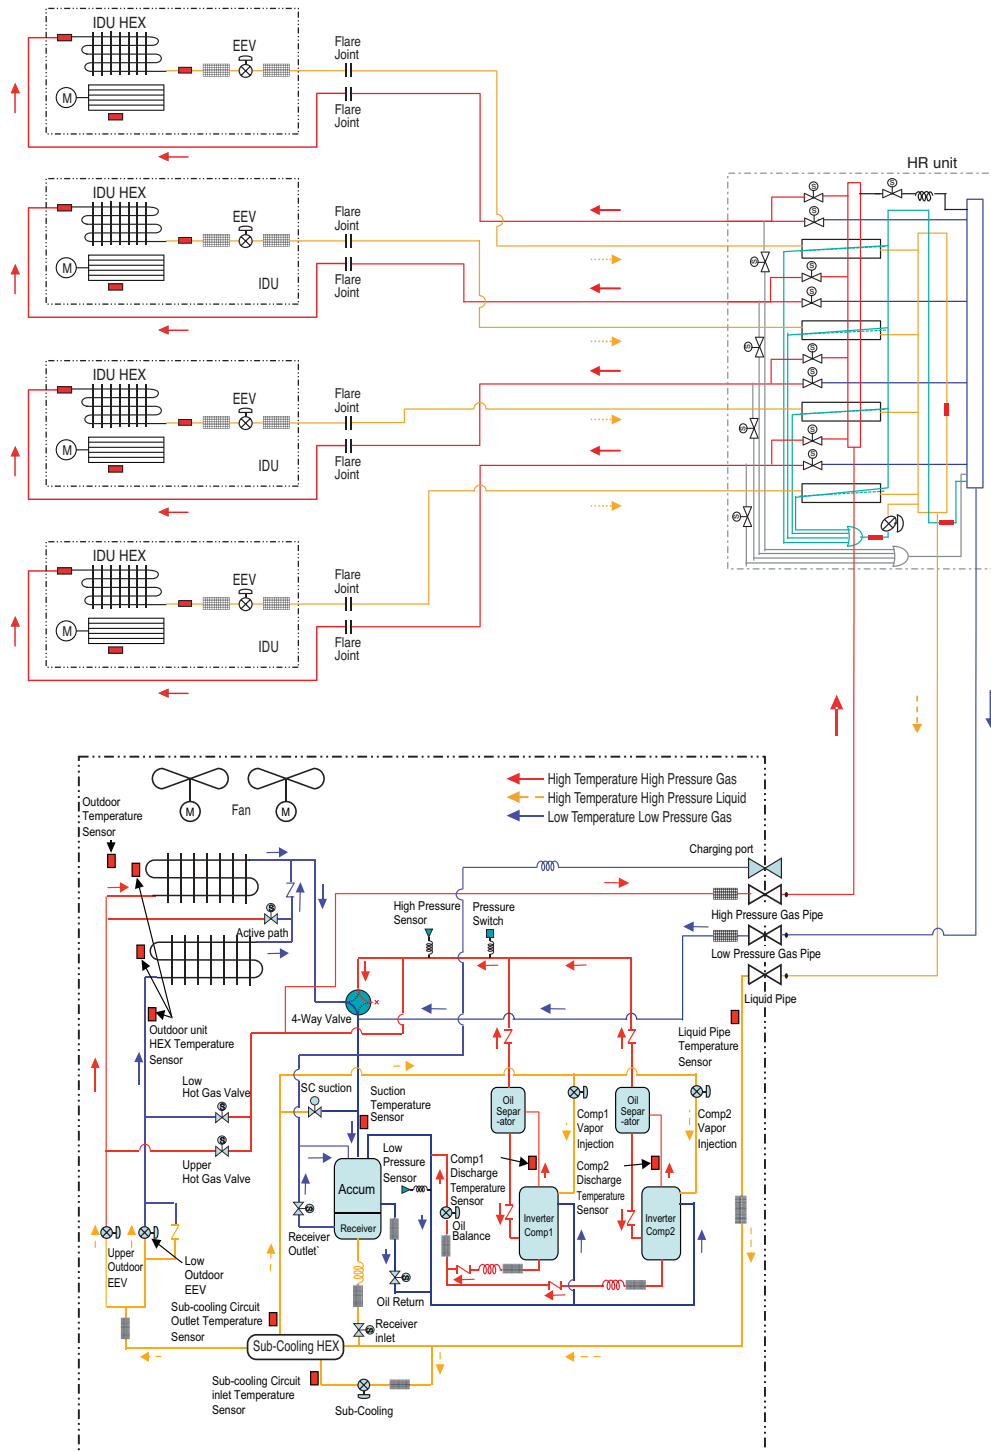 IDU HEX
EEV
Flare
Joint
M
Flare
Joint
HR unit
S
S
S
IDU HEX
EEV
Flare
Joint
M
IDU
Flare
Joint
S
S
S
IDU HEX
EEV
Flare
Joint
M
IDU
Flare
Joint
S
S
S
S
S
S
IDU HEX
EEV
Flare
Joint
M
IDU
Flare
Joint
High Temperature High Pressure Gas
High Temperature High Pressure Liquid
Low Temperature Low Pressure Gas
M
Fan
M
Outdoor
Temperature
Sensor
Charging port
High Pressure
Sensor
Pressure
Switch
High Pressure Gas Pipe
S
Active path
Low Pressure Gas Pipe
Liquid Pipe
4-Way Valve
x
Outdoor unit
HEX Temperature
Sensor
Liquid Pipe
Temperature
Sensor
Low
Hot Gas Valve
S
SC suction
Suction
Temperature
Sensor
Oil
Separ
-ator
Comp1
Vapor
Injection
Oil
Separ
-ator
Comp2
Vapor
Injection
S
Upper
Hot Gas Valve
Low
Pressure
Sensor
Comp1
Discharge
Temperature
Sensor
Comp2
Discharge
Temperature
Sensor
Accum
Receiver
S
Receiver
Outlet`
Oil
Balance
Inverter
Comp1
Inverter
Comp2
Upper
Outdoor
EEV
Low
Outdoor
EEV
S
Oil Return
Sub-cooling Circuit
Outlet Temperature
Sensor
S
Receiver
inlet
Sub-Cooling HEX
Sub-cooling Circuit
inlet Temperature
Sensor
Sub-Cooling